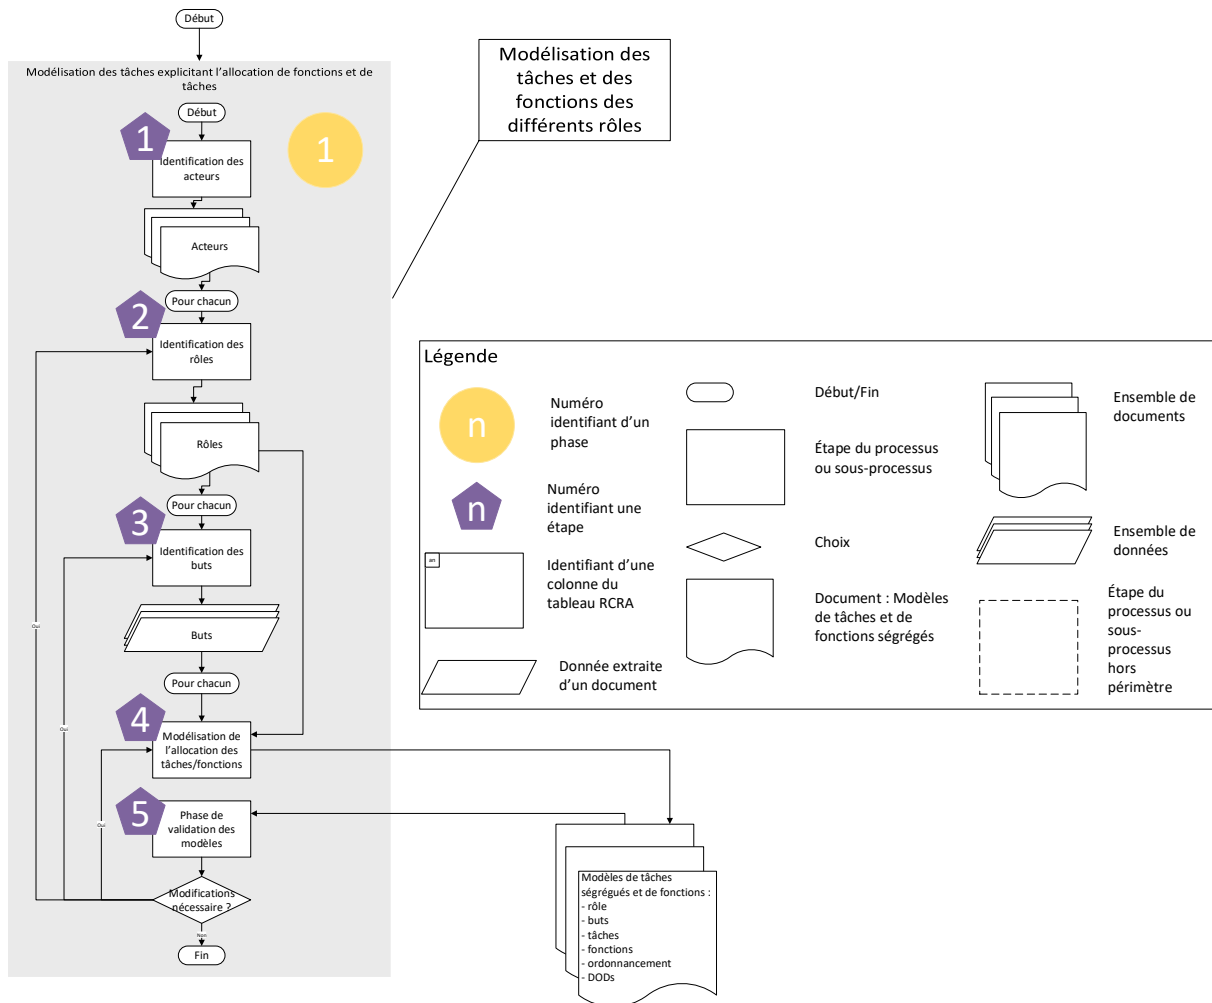 Début
Modélisation des tâches explicitant l'allocation de fonctions et de
tâches
Début
1
1
Identification des
acteurs
Acteurs
Pour chacun
2
Identification des
rôles
Rôles
Pour chacun
3
Identification des
buts
Oui
Buts
Pour chacun
4
Oui
Modélisation de
l'allocation des
tâches/fonctions
5
Oui
Phase de
validation des
modèles
Modifications
nécessaire ?
Non
Fin
Modélisation des
tâches et des
fonctions des
différents rôles
Légende
n
Numéro
identifiant d'un
phase
n
Numéro
identifiant une
étape
an
Identifiant d'une
colonne du
tableau RCRA
Donnée extraite
d'un document
Début/Fin
Étape du processus
ou sous-processus
Choix
Document : Modèles
de tâches et de
fonctions ségrégés
Ensemble de
documents
Ensemble de
données
Étape du
processus ou
sous-
processus
hors
périmètre
Modèles de tâches
ségrégués et de fonctions :
- rôle
- buts
- tâches
- fonctions
- ordonnancement
- DODs